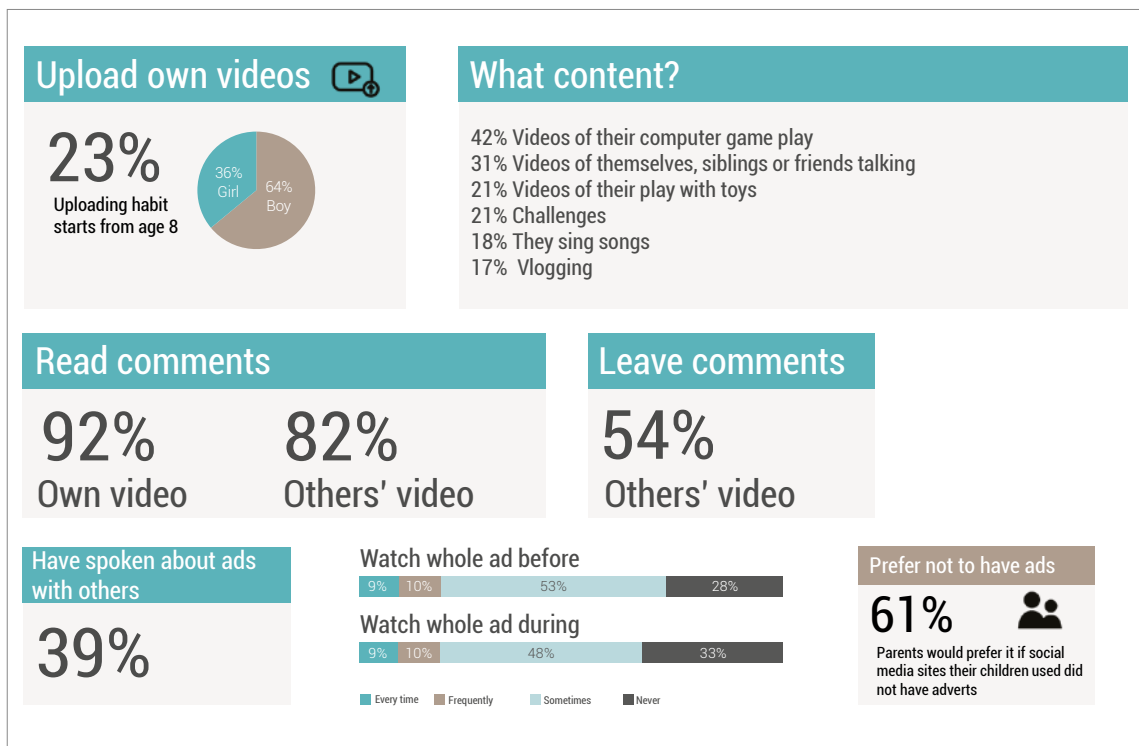 Upload own videos
23%
Uploading habit
starts from age 8
36%
Girl
64%
Boy
What content?
42% Videos of their computer game play
31% Videos of themselves, siblings or friends talking
21% Videos of their play with toys
21% Challenges
18% They sing songs
17% Vlogging
Read comments
92%
Own video
82%
Others' video
Leave comments
54%
Others' video
Have spoken about ads
with others
39%
Watch whole ad before
9% 10% 53% 28%
Watch whole ad during
9% 10% 48% 33%
Every time Frequently Sometimes Never
Prefer not to have ads
61%
Parents would prefer it if social
media sites their children used did
not have adverts